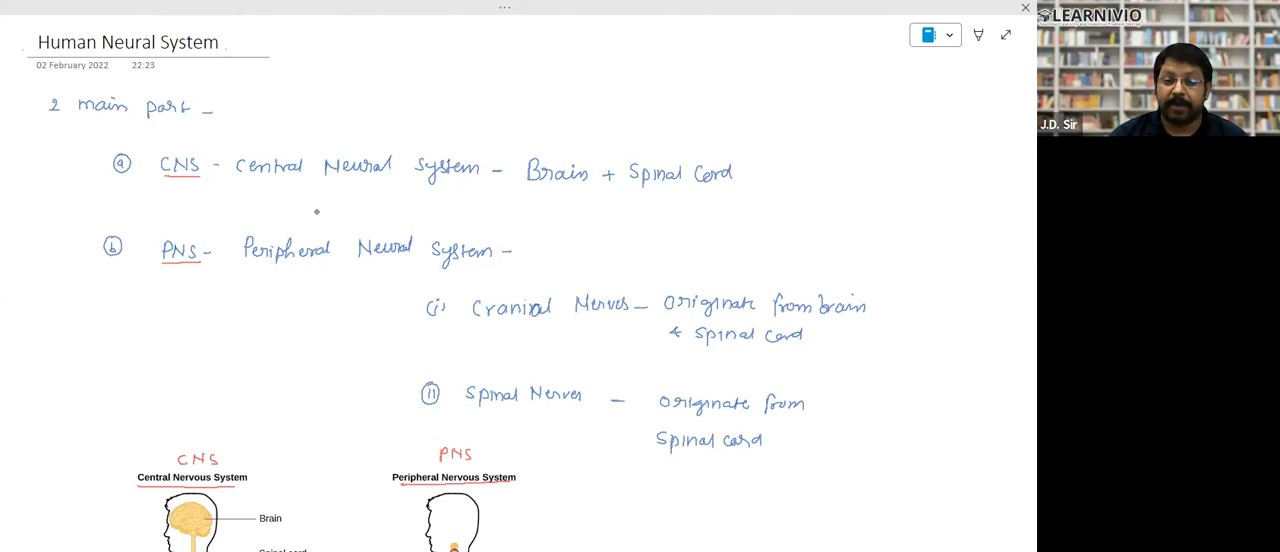 LEARNIVIO
Human Neural System
02 February 2022 22:23
2 main part -
J.D. Sir
(a) CNS - Central Neural System - Brain + Spinal Cord
(b) PNS - Peripheral Neural System -
(i) Cranial Nerves - Originate from brain
& Spinal cord
(ii) Spinal Nerves - Originate from
Spinal cord
CNS
PNS
Central Nervous System
Peripheral Nervous System
Brain